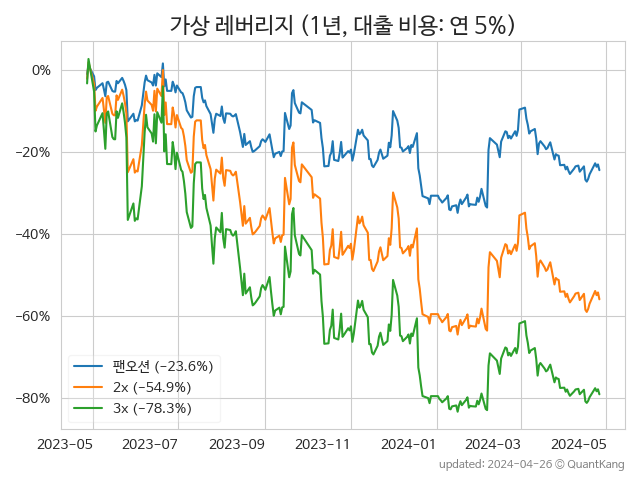 가상 레버리지 (1년, 대출 비용: 연 5%)
0%
−20%
−40%
−60%
−80%
팬오션 (−23.6%)
2x (−54.9%)
3x (−78.3%)
2023-05 2023-07 2023-09 2023-11 2024-01 2024-03 2024-05
updated: 2024-04-26 © QuantKang